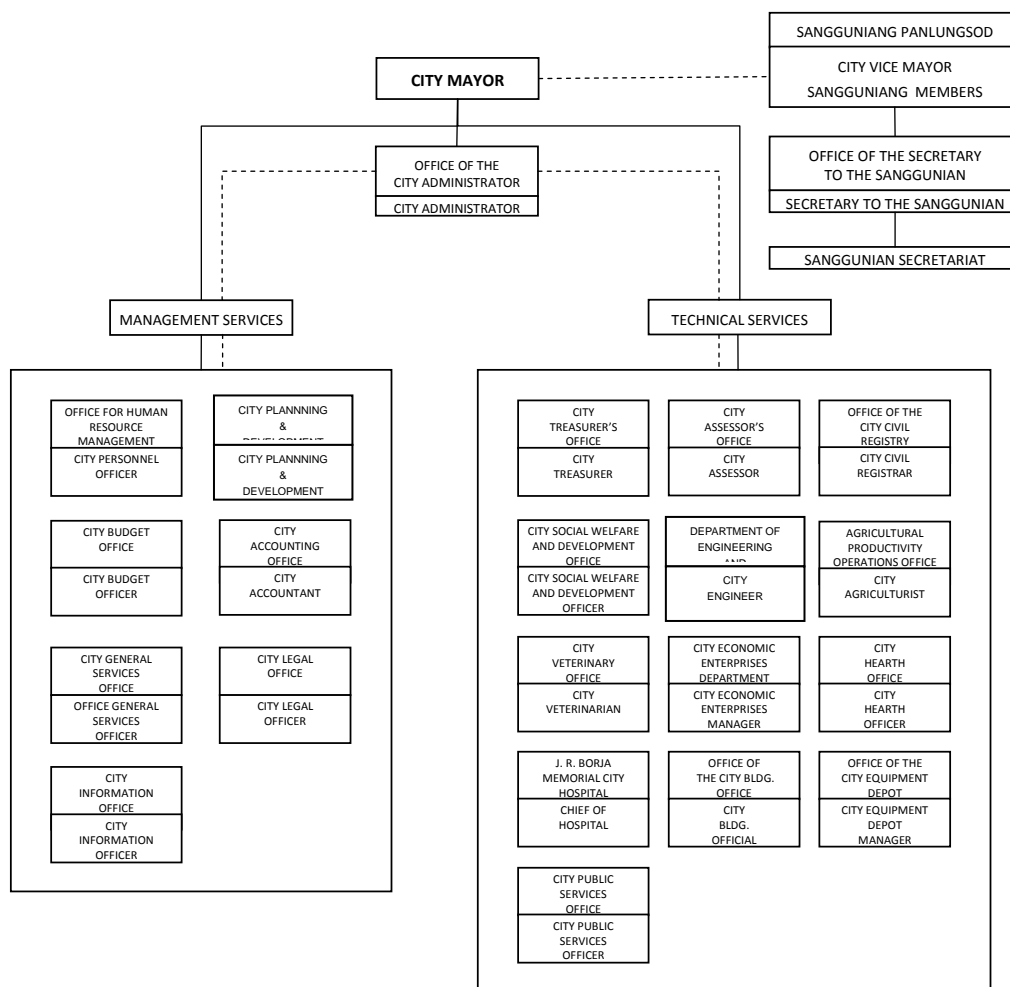 SANGGUNIANG PANLUNGSOD
CITY VICE MAYOR
SANGGUNIANG MEMBERS
CITY MAYOR
OFFICE OF THE
CITY ADMINISTRATOR
CITY ADMINISTRATOR
OFFICE OF THE SECRETARY
TO THE SANGGUNIAN
SECRETARY TO THE SANGGUNIAN
SANGGUNIAN SECRETARIAT
MANAGEMENT SERVICES
TECHNICAL SERVICES
OFFICE FOR HUMAN
RESOURCE
MANAGEMENT
CITY PERSONNEL
OFFICER
CITY PLANNNING
&
DEVELOPMENT
CITY PLANNNING
&
DEVELOPMENT
CITY BUDGET
OFFICE
CITY BUDGET
OFFICER
CITY
ACCOUNTING
OFFICE
CITY
ACCOUNTANT
CITY GENERAL
SERVICES
OFFICE
OFFICE GENERAL
SERVICES
OFFICER
CITY LEGAL
OFFICE
CITY LEGAL
OFFICER
CITY
INFORMATION
OFFICE
CITY
INFORMATION
OFFICER
CITY
TREASURER'S
OFFICE
CITY
TREASURER
CITY
ASSESSOR'S
OFFICE
CITY
ASSESSOR
OFFICE OF THE
CITY CIVIL
REGISTRY
CITY CIVIL
REGISTRAR
CITY SOCIAL WELFARE
AND DEVELOPMENT
OFFICE
CITY SOCIAL WELFARE
AND DEVELOPMENT
OFFICER
DEPARTMENT OF
ENGINEERING
AND
CITY
ENGINEER
AGRICULTURAL
PRODUCTIVITY
OPERATIONS OFFICE
CITY
AGRICULTURIST
CITY
VETERINARY
OFFICE
CITY
VETERINARIAN
CITY ECONOMIC
ENTERPRISES
DEPARTMENT
CITY ECONOMIC
ENTERPRISES
MANAGER
CITY
HEARTH
OFFICE
CITY
HEARTH
OFFICER
J. R. BORJA
MEMORIAL CITY
HOSPITAL
CHIEF OF
HOSPITAL
OFFICE OF
THE CITY BLDG.
OFFICE
CITY
BLDG.
OFFICIAL
OFFICE OF THE
CITY EQUIPMENT
DEPOT
CITY EQUIPMENT
DEPOT
MANAGER
CITY PUBLIC
SERVICES
OFFICE
CITY PUBLIC
SERVICES
OFFICER